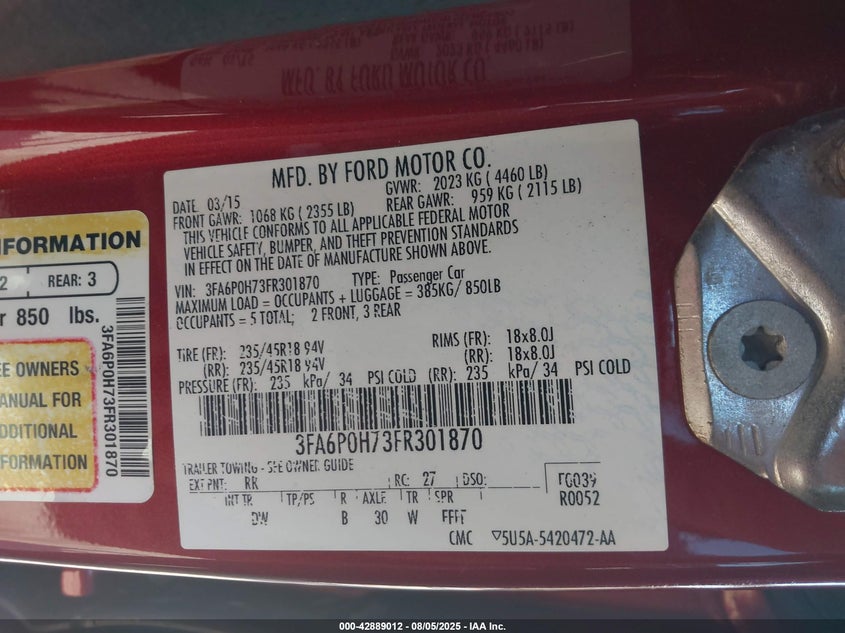 MFD. BY FORD MOTOR CO.
DATE 03/15
GVWR: 2023 KG ( 4460 LB)
FRONT GAWR: 1068 KG ( 2355 LB)
REAR GAWR: 959 KG ( 2115 LB)
THIS VEHICLE CONFORMS TO ALL APPLICABLE FEDERAL MOTOR
VEHICLE SAFETY, BUMPER, AND THEFT PREVENTION STANDARDS
IN EFFECT ON THE DATE OF MANUFACTURE SHOWN ABOVE.
VIN: 3FA6P0H73FR301870 TYPE: Passenger Car
MAXIMUM LOAD = OCCUPANTS + LUGGAGE = 385KG/ 850LB
OCCUPANTS = 5 TOTAL; 2 FRONT, 3 REAR
TIRE (FR): 235/45R18 94V RIMS (FR): 18x8.0J
(RR): 235/45R18 94V (RR): 18x8.0J
PRESSURE (FR): 235 kPa/ 34 PSI COLD (RR): 235 kPa/ 34 PSI COLD
3FA6P0H73FR301870
TRAILER TOWING - SEE OWNER GUIDE
EXT PNT: RR RC: 27 DSO:
INT TR TP/PS R AXLE TR SPR
DW B 30 W FFFT
F0039
R0052
CMC 5U5A-5420472-AA
INFORMATION
2 REAR: 3
850 lbs.
OWNERS
MANUAL FOR
ADDITIONAL
INFORMATION
3FA6P0H73FR301870
000-42889012 - 08/05/2025 - IAA Inc.